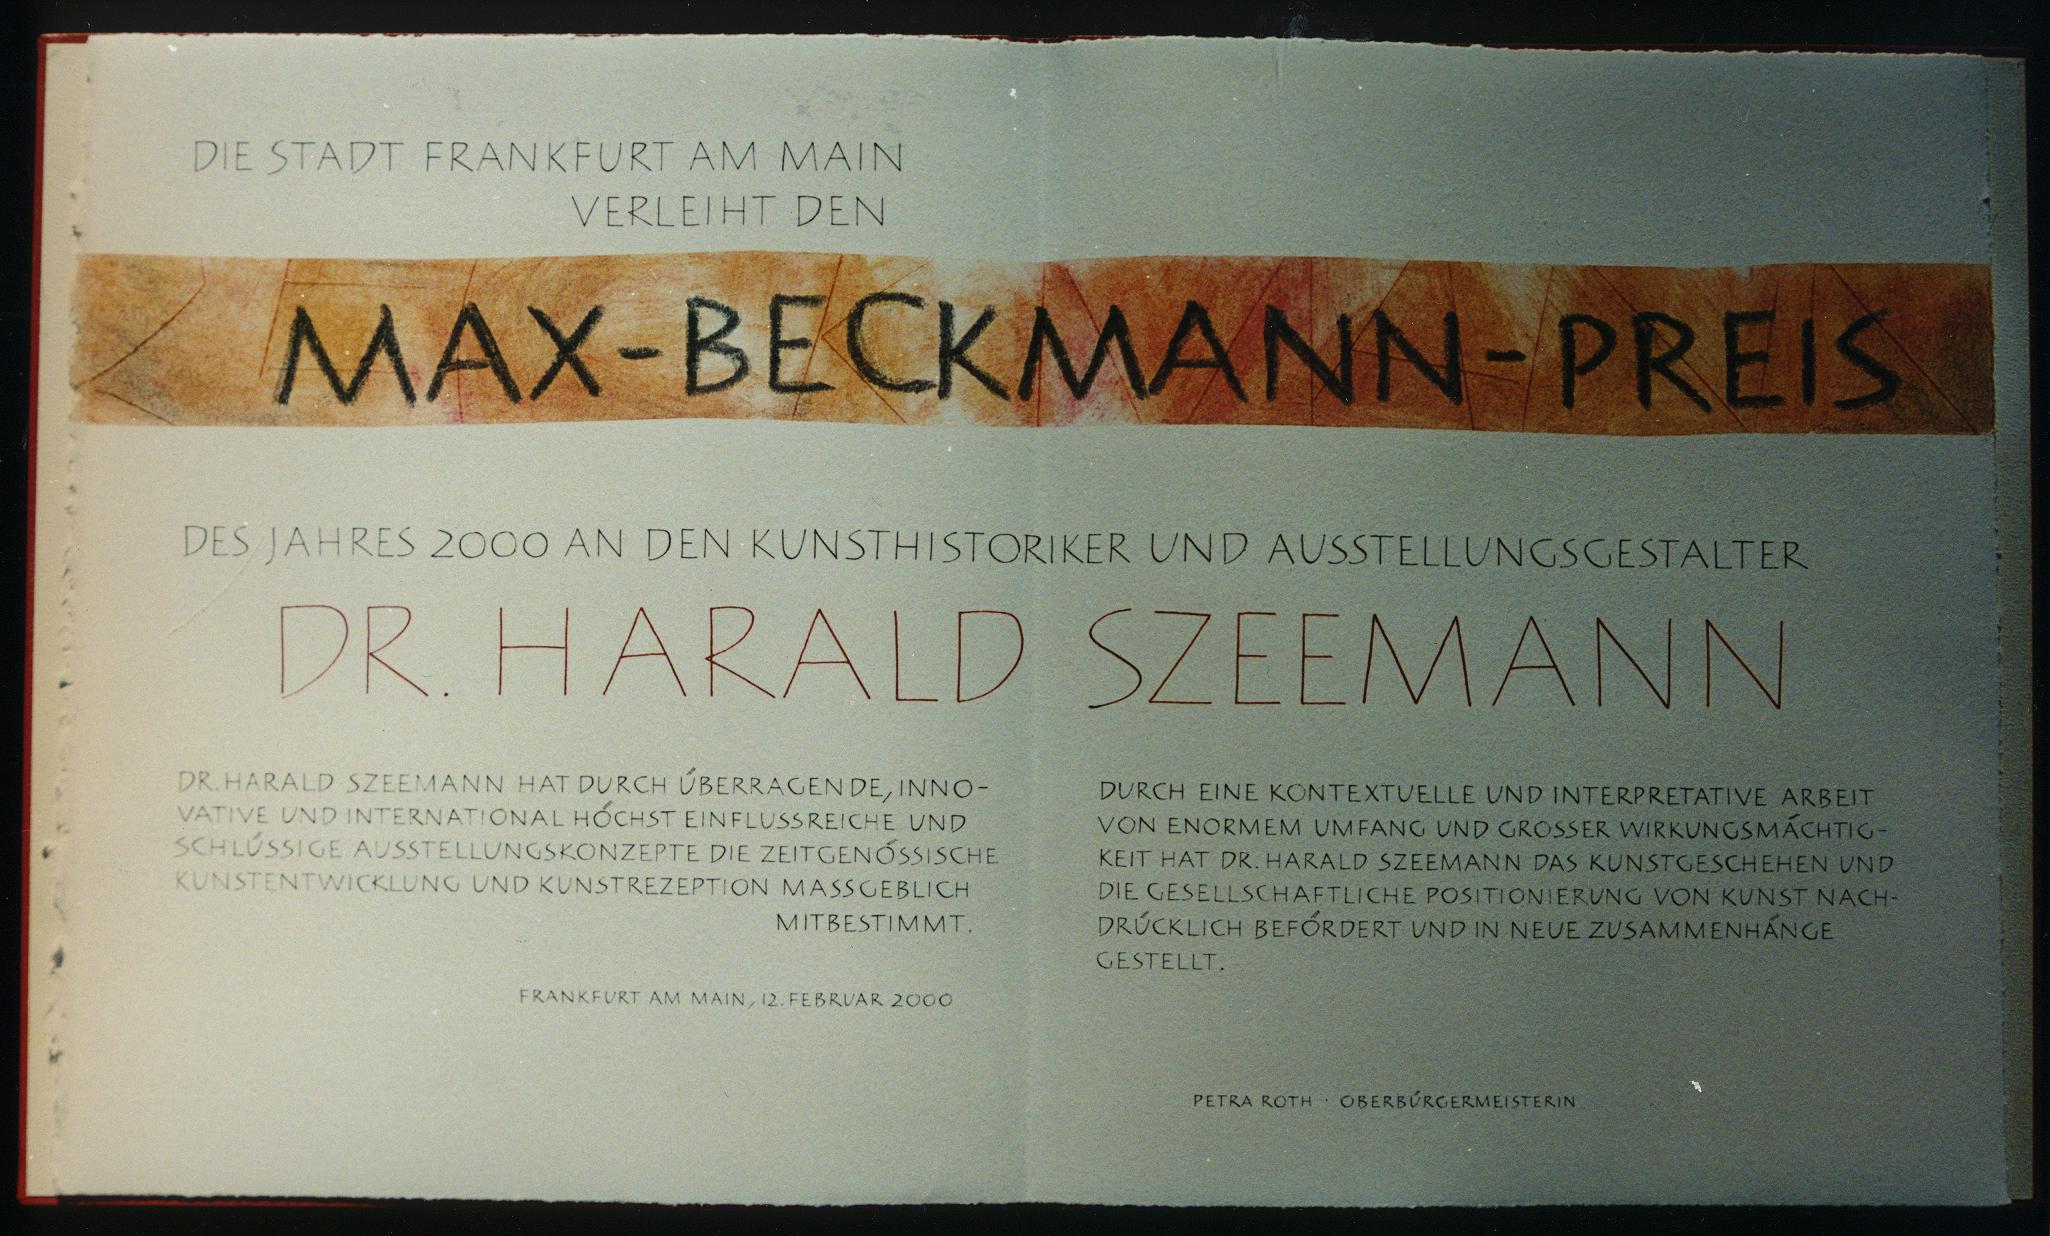 DIE STADT FRANKFURT AM MAIN
VERLEIHT DEN
MAX-BECKMANN-PREIS
DES JAHRES 2000 AN DEN KUNSTHISTORIKER UND AUSSTELLUNGSGESTALTER
DR. HARALD SZEEMANN
DR. HARALD SZEEMANN HAT DURCH ÜBERRAGENDE, INNO-
VATIVE UND INTERNATIONAL HÖCHST EINFLUSSREICHE UND
SCHLÜSSIGE AUSSTELLUNGSKONZEPTE DIE ZEITGENÖSSISCHE
KUNSTENTWICKLUNG UND KUNSTREZEPTION MASSGEBLICH
MITBESTIMMT.
FRANKFURT AM MAIN, 12. FEBRUAR 2000
DURCH EINE KONTEXTUELLE UND INTERPRETATIVE ARBEIT
VON ENORMEM UMFANG UND GROSSER WIRKUNGSMÄCHTIG-
KEIT HAT DR. HARALD SZEEMANN DAS KUNSTGESCHEHEN UND
DIE GESELLSCHAFTLICHE POSITIONIERUNG VON KUNST NACH-
DRÜCKLICH BEFÖRDERT UND IN NEUE ZUSAMMENHÄNGE
GESTELLT.
PETRA ROTH · OBERBÜRGERMEISTERIN